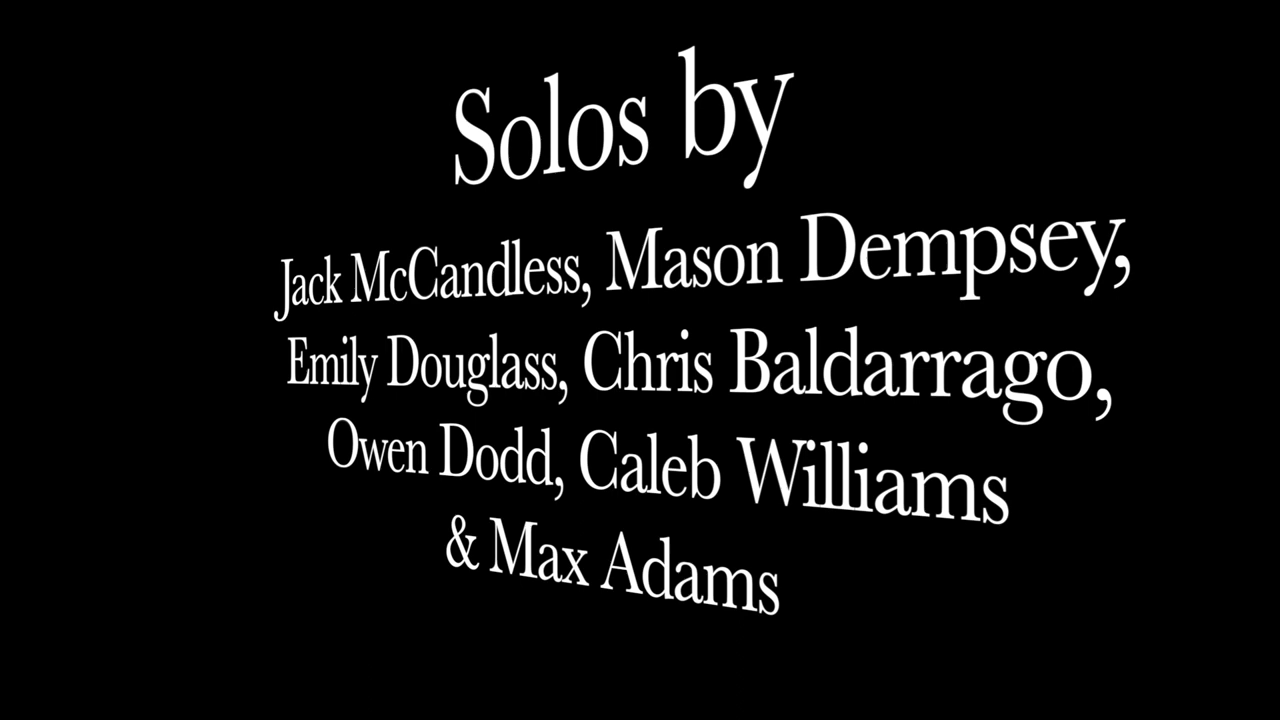 Solos by
Jack McCandless, Mason Dempsey,
Emily Douglass, Chris Baldarrago,
Owen Dodd, Caleb Williams
& Max Adams